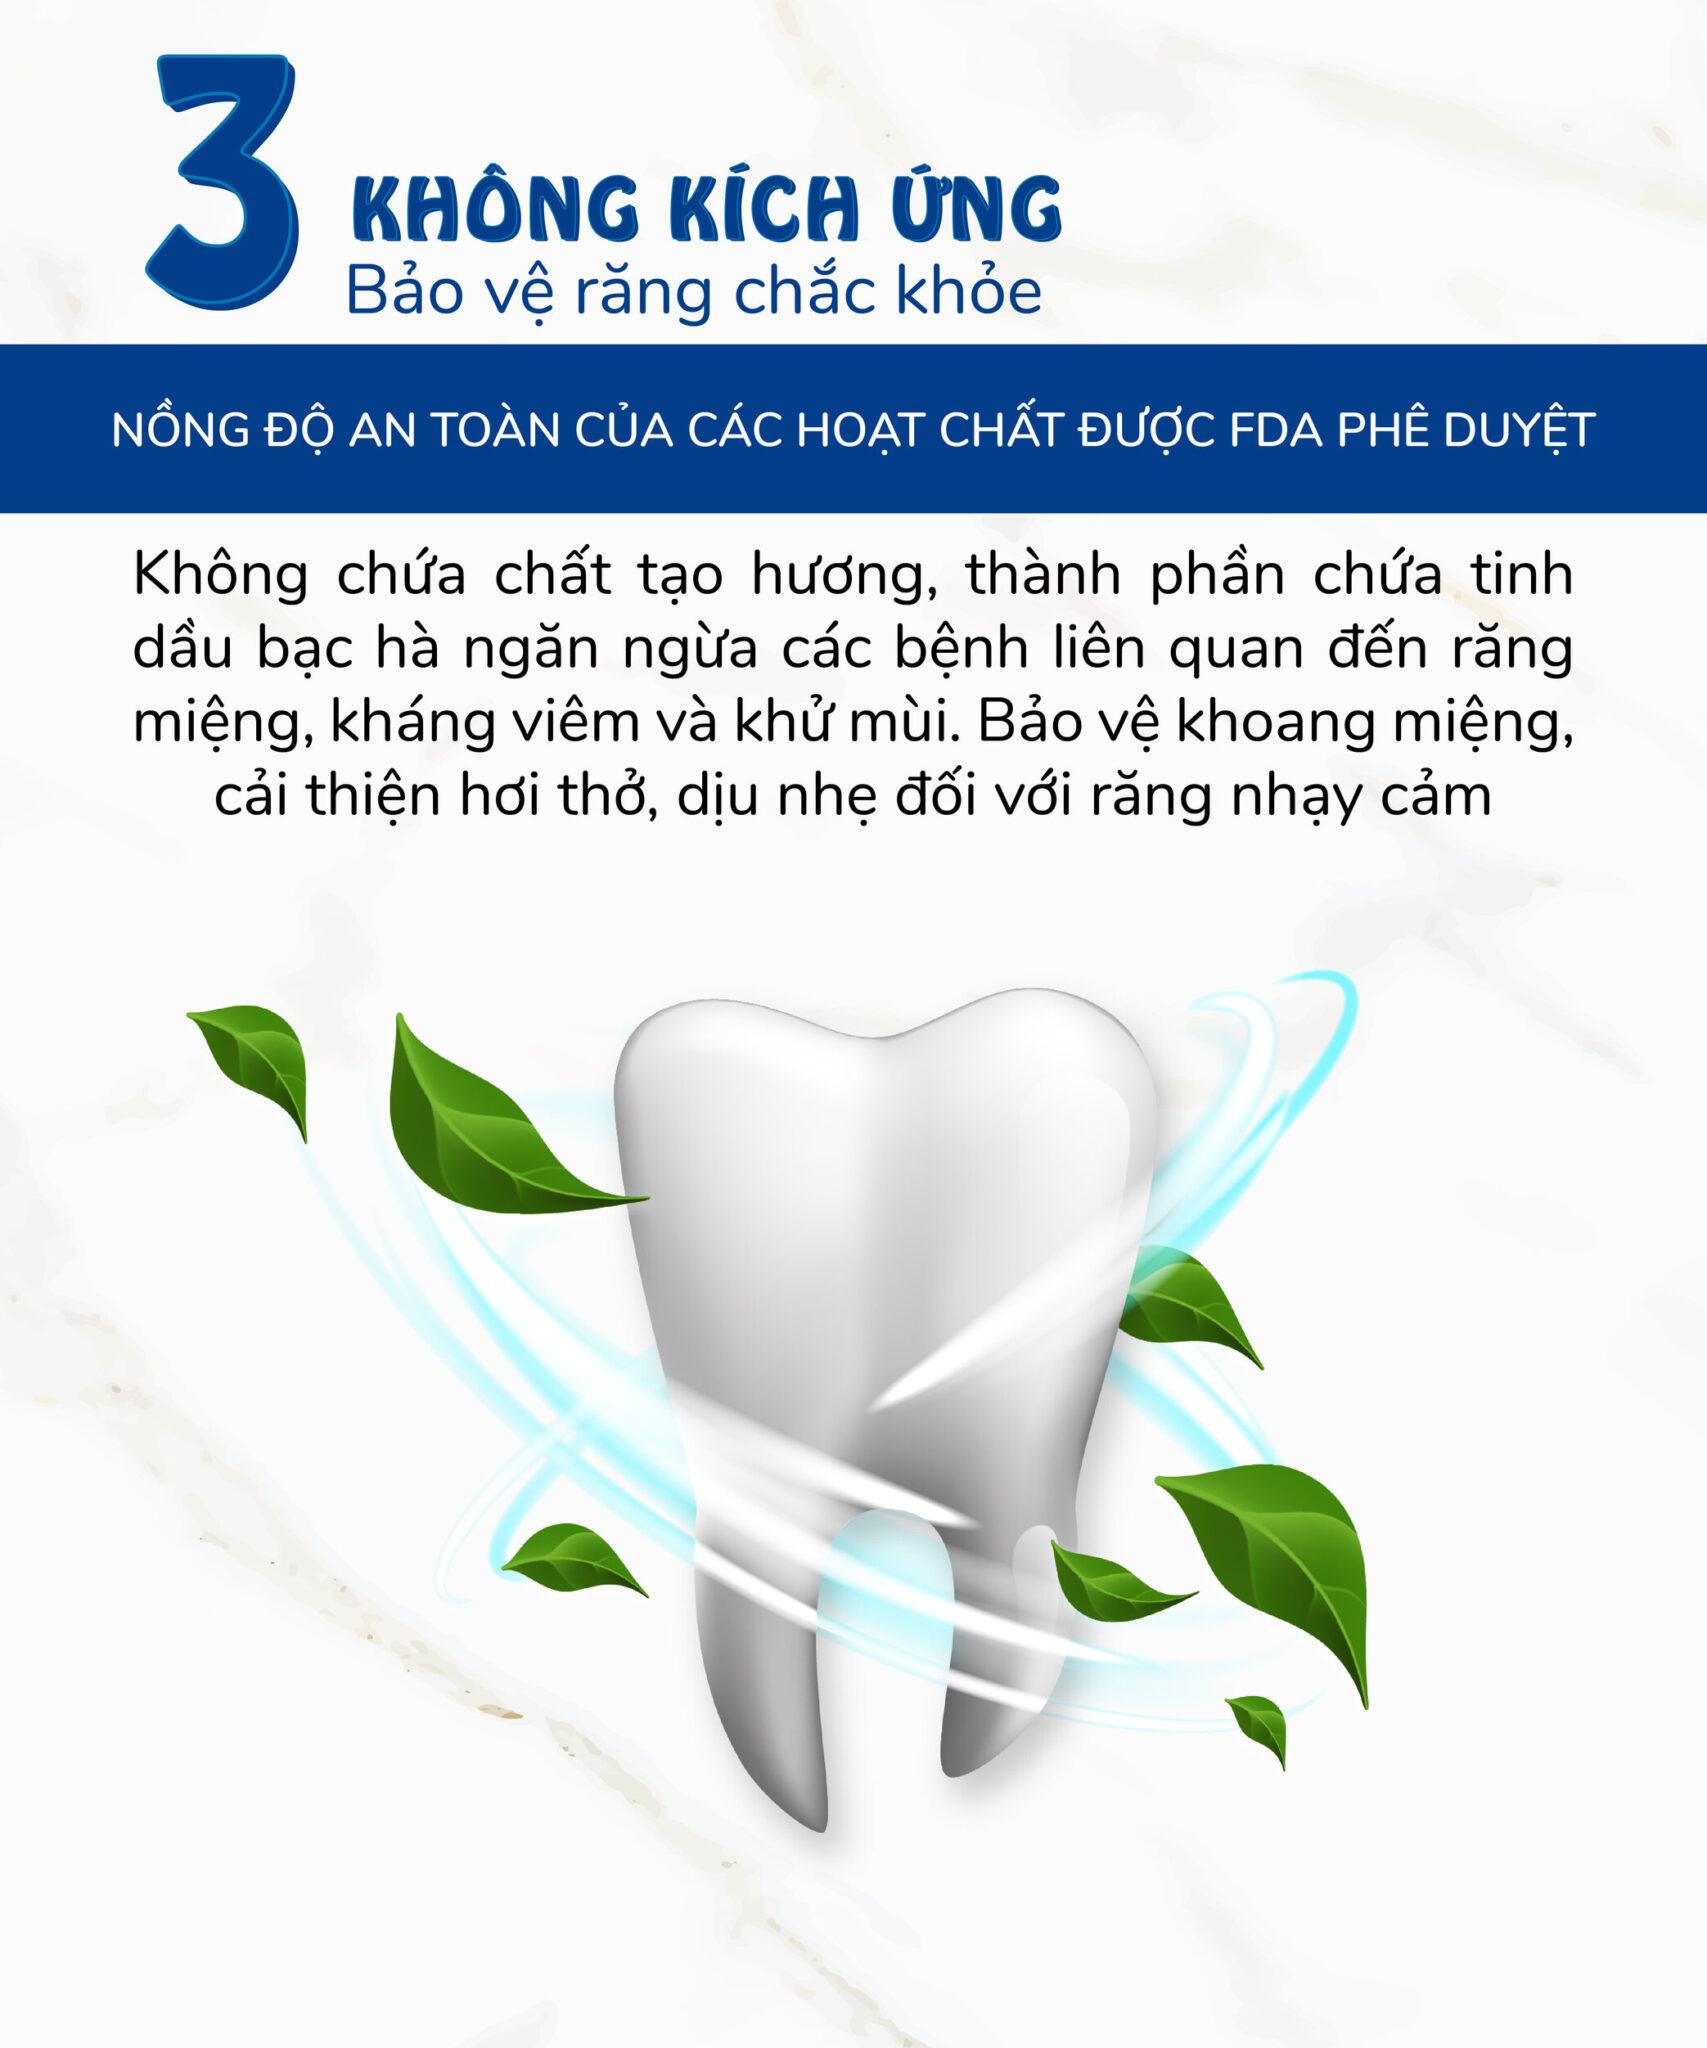 3
KHÔNG KÍCH ỨNG
Bảo vệ răng chắc khỏe
NỒNG ĐỘ AN TOÀN CỦA CÁC HOẠT CHẤT ĐƯỢC FDA PHÊ DUYỆT
Không chứa chất tạo hương, thành phần chứa tinh
dầu bạc hà ngăn ngừa các bệnh liên quan đến răng
miệng, kháng viêm và khử mùi. Bảo vệ khoang miệng,
cải thiện hơi thở, dịu nhẹ đối với răng nhạy cảm